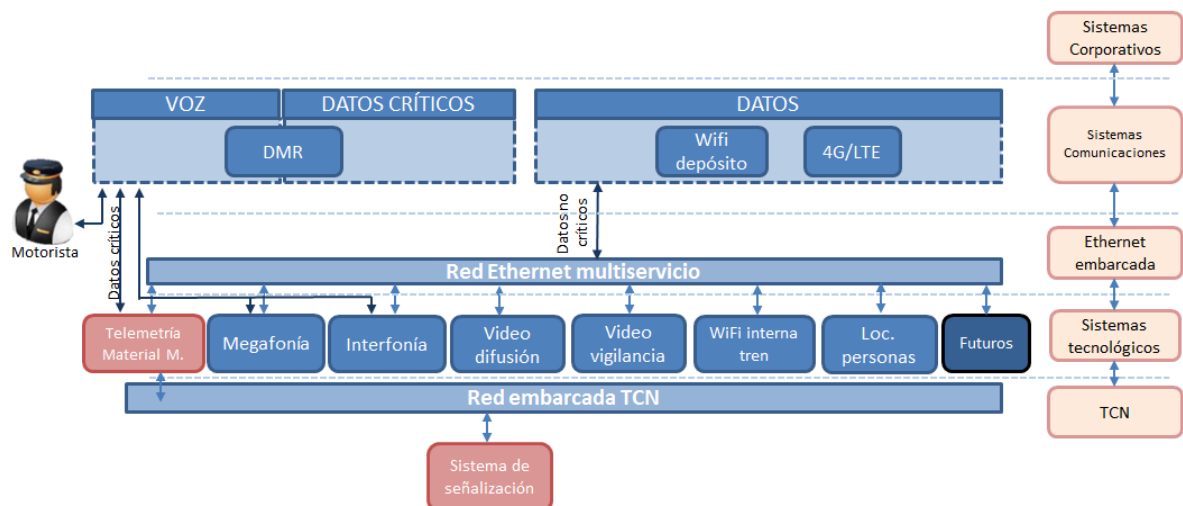 Sistemas
Corporativos
VOZ
DATOS CRÍTICOS
DATOS
DMR
Wifi
depósito
4G/LTE
Sistemas
Comunicaciones
Motorista
Datos críticos
Datos no
críticos
Ethernet
embarcada
Red Ethernet multiservicio
Telemetría
Material M.
Megafonía
Interfonía
Video
difusión
Video
vigilancia
WiFi interna
tren
Loc.
personas
Futuros
Sistemas
tecnológicos
Red embarcada TCN
TCN
Sistema de
señalización